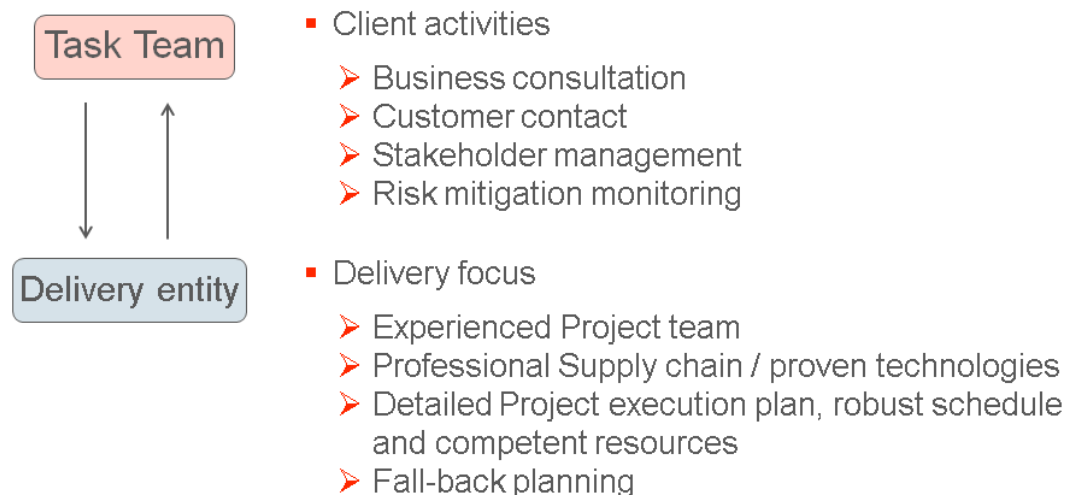 Task Team
Client activities
Business consultation
Customer contact
Stakeholder management
Risk mitigation monitoring
Delivery entity
Delivery focus
Experienced Project team
Professional Supply chain / proven technologies
Detailed Project execution plan, robust schedule
and competent resources
Fall-back planning